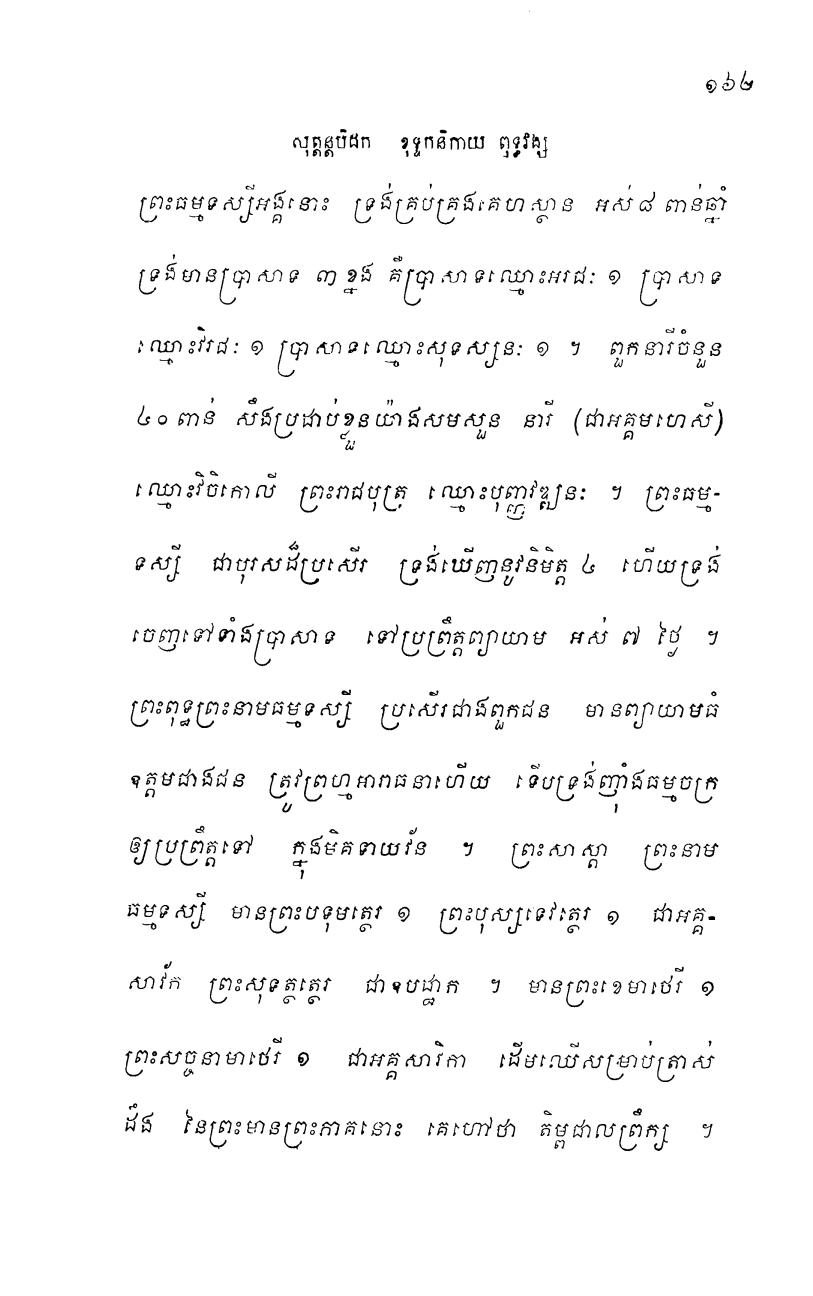 ១៦២
សុត្តន្តបិដក ខុទ្ទកនិកាយ ពុទ្ធវង្ស
ព្រះធម្មទស្សីអង្គនោះ ទ្រង់គ្រប់គ្រងគេហស្ថាន អស់ ៨ ពាន់ឆ្នាំ
ទ្រង់មានប្រាសាទ ៣ ខ្នង គឺប្រាសាទឈ្មោះអរជៈ ១ ប្រាសាទ
ឈ្មោះវិរជៈ ១ ប្រាសាទឈ្មោះសុទស្សនៈ ១ ។ ពួកនារីចំនួន
៤០ ពាន់ សឹងប្រដាប់ខ្លួនយ៉ាងសមសួន នារី (ជាអគ្គមហេសី)
ឈ្មោះវិចិកោលី ព្រះរាជបុត្រ ឈ្មោះបុញ្ញវឌ្ឍនៈ ។ ព្រះធម្ម-
ទស្សី ជាបុរសដ៏ប្រសើរ ទ្រង់ឃើញនូវនិមិត្ត ៤ ហើយទ្រង់
ចេញទៅទាំងប្រាសាទ ទៅប្រព្រឹត្តព្យាយាម អស់ ៧ ថ្ងៃ ។
ព្រះពុទ្ធព្រះនាមធម្មទស្សី ប្រសើរជាងពួកជន មានព្យាយាមធំ
ឧត្តមជាងជន ត្រូវព្រហ្មអារាធនាហើយ ទើបទ្រង់ញ៉ាំងធម្មចក្រ
ឲ្យប្រព្រឹត្តទៅ ក្នុងមិគទាយវ័ន ។ ព្រះសាស្តា ព្រះនាម
ធម្មទស្សី មានព្រះបទុមត្ថេរ ១ ព្រះបុស្សទេវត្ថេរ ១ ជាអគ្គ-
សាវ័ក ព្រះសុទត្តត្ថេរ ជាឧបដ្ឋាក ។ មានព្រះខេមាថេរី ១
ព្រះសច្ចនាមាថេរី ១ ជាអគ្គសាវិកា ដើមឈើសម្រាប់ត្រាស់
ដឹង នៃព្រះមានព្រះភាគនោះ គេហៅថា តិម្ពជាលព្រឹក្ស ។